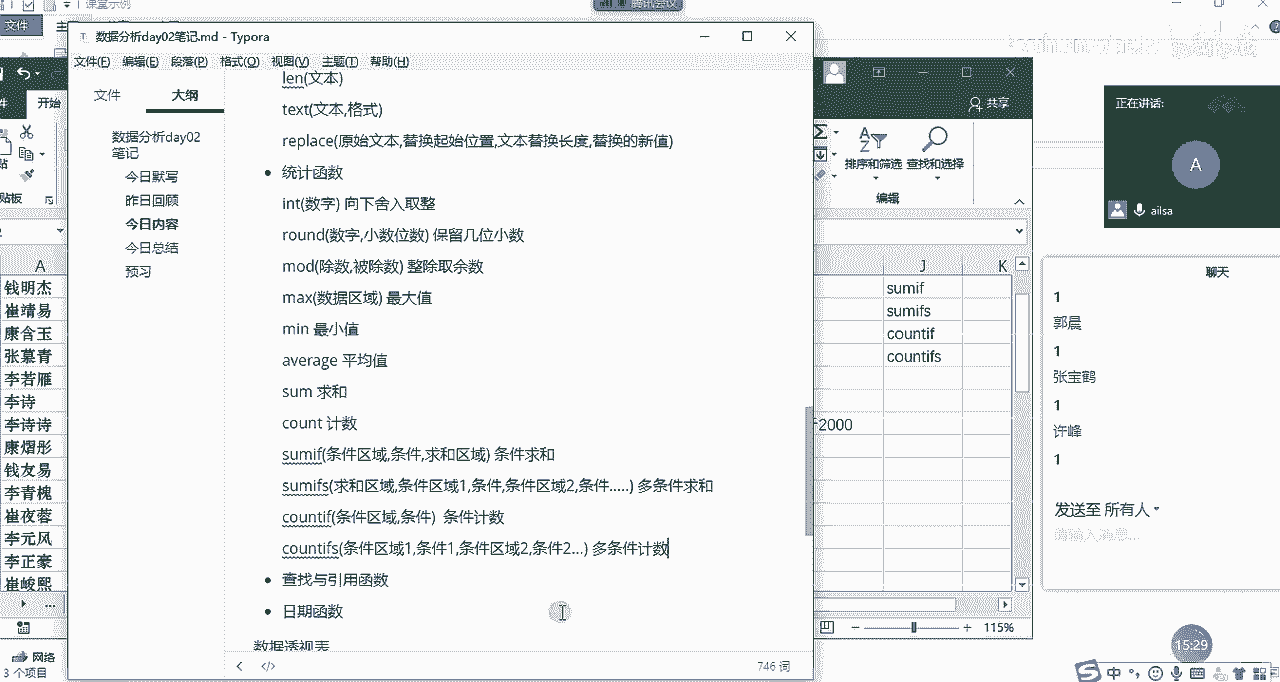 课堂示例
腾讯会议
文件
数据分析day02笔记.md - Typora
文件(F) 编辑(E) 段落(P) 格式(O) 视图(V) 主题(T) 帮助(H)
文件 大纲
数据分析day02
笔记
今日默写
昨日回顾
今日内容
今日总结
预习
len(文本)
text(文本,格式)
replace(原始文本,替换起始位置,文本替换长度,替换的新值)
统计函数
int(数字) 向下舍入取整
round(数字,小数位数) 保留几位小数
mod(除数,被除数) 整除取余数
max(数据区域) 最大值
min 最小值
average 平均值
sum 求和
count 计数
sumif(条件区域,条件,求和区域) 条件求和
sumifs(求和区域,条件区域1,条件,条件区域2,条件.....) 多条件求和
countif(条件区域,条件) 条件计数
countifs(条件区域1,条件1,条件区域2,条件2...) 多条件计数
查找与引用函数
日期函数
数据透视表
746 词
开始
贴板
A
钱明杰
崔靖易
康含玉
张慕青
李若雁
李诗
李诗诗
康熠彤
钱友易
李青槐
崔夜蓉
李元风
李正豪
崔峻熙
网络
3 个项目
共享
排序和筛选 查找和选择
编辑
J K
sumif
sumifs
countif
countifs
2000
115%
正在讲话:
A
ailsa
聊天
1
郭晨
1
张宝鹤
1
许峰
1
发送至 所有人
请输入消息...
15:29
中